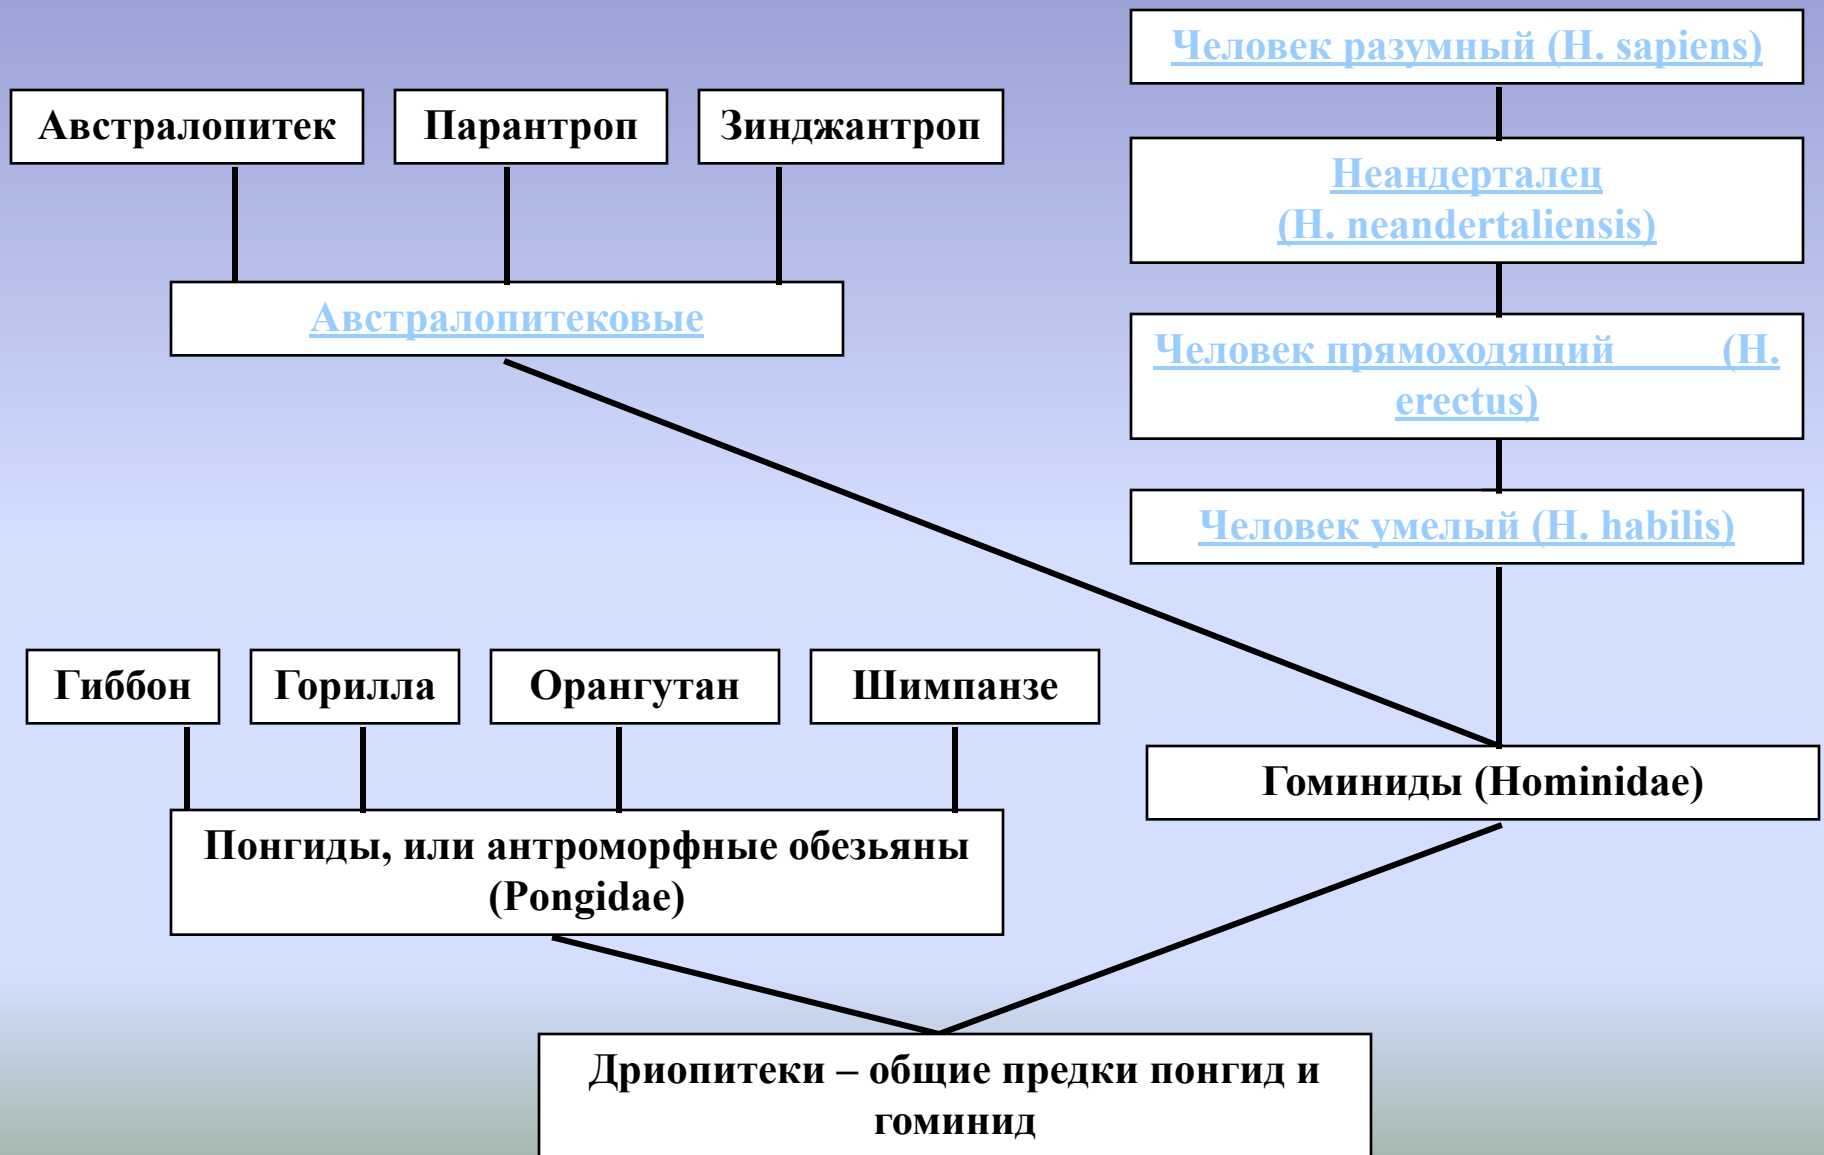 Человек разумный (H. sapiens)
Австралопитек
Парантроп
Зинджантроп
Неандерталец
(H. neandertaliensis)
Австралопитековые
Человек прямоходящий (H.
erectus)
Человек умелый (H. habilis)
Гиббон
Горилла
Орангутан
Шимпанзе
Гоминиды (Hominidae)
Понгиды, или антроморфные обезьяны
(Pongidae)
Дриопитеки – общие предки понгид и
гоминид